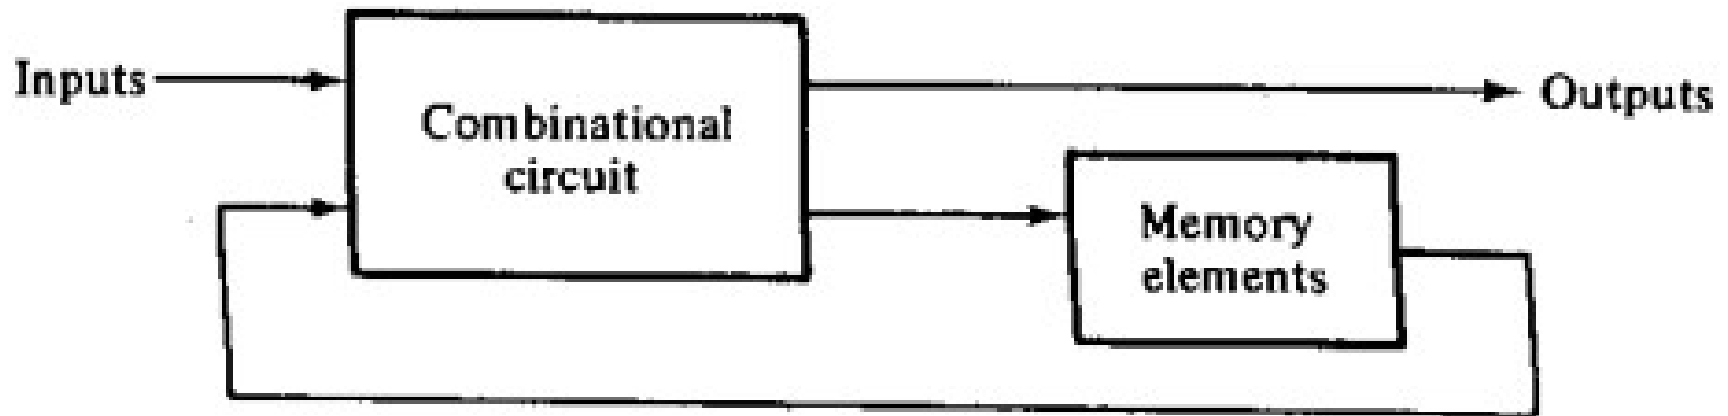 Inputs
Combinational
circuit
Outputs
Memory
elements